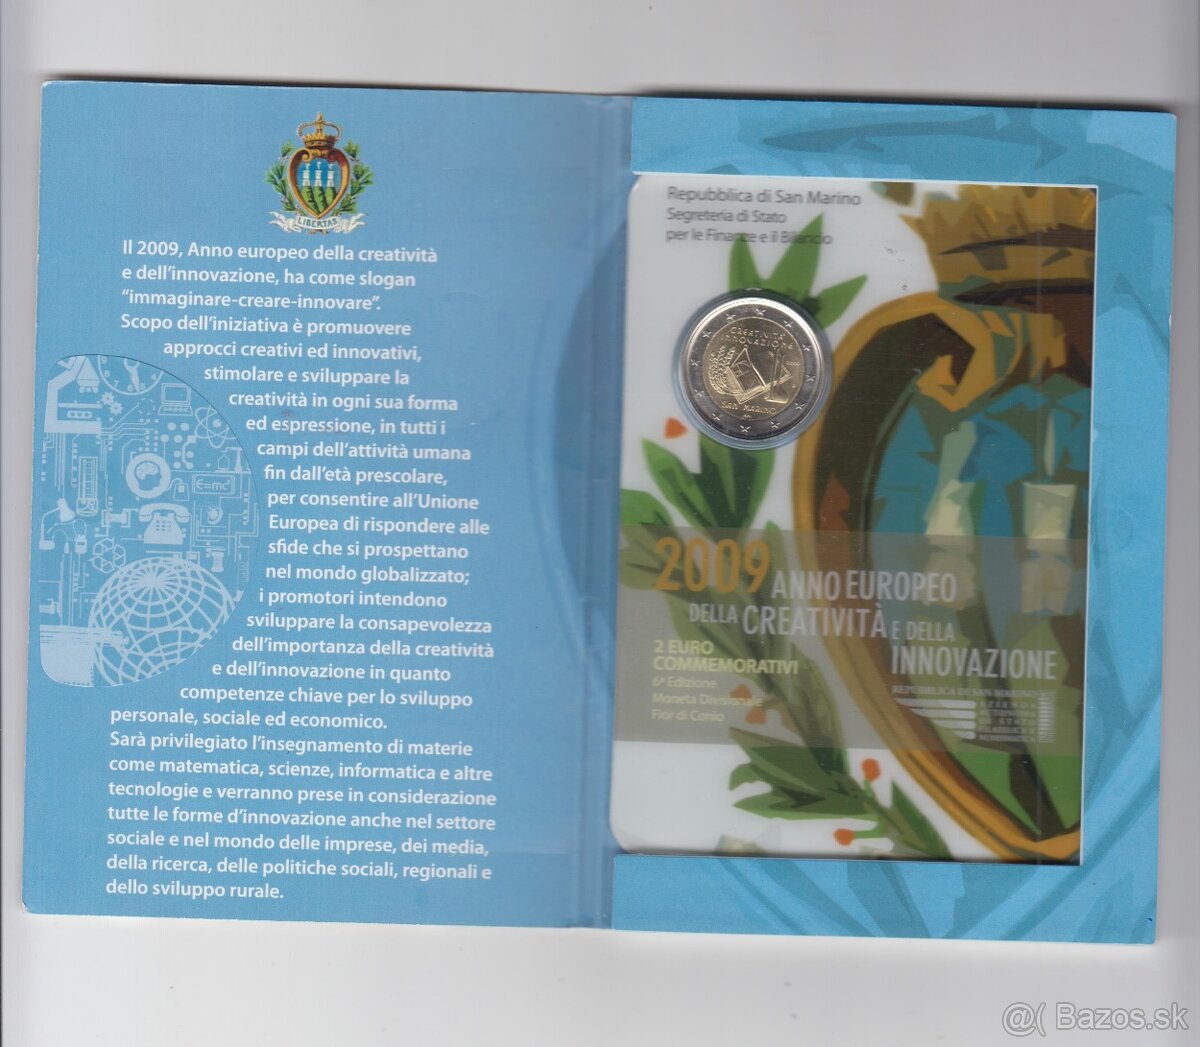 LIBERTAS
Il 2009, Anno europeo della creatività
e dell'innovazione, ha come slogan
"immaginare-creare-innovare".
Scopo dell'iniziativa è promuovere
approcci creativi ed innovativi,
stimolare e sviluppare la
creatività in ogni sua forma
ed espressione, in tutti i
campi dell'attività umana
fin dall'età prescolare,
per consentire all'Unione
Europea di rispondere alle
sfide che si prospettano
nel mondo globalizzato;
i promotori intendono
sviluppare la consapevolezza
dell'importanza della creatività
e dell'innovazione in quanto
competenze chiave per lo sviluppo
personale, sociale ed economico.
Sarà privilegiato l'insegnamento di materie
come matematica, scienze, informatica e altre
tecnologie e verranno prese in considerazione
tutte le forme d'innovazione anche nel settore
sociale e nel mondo delle imprese, dei media,
della ricerca, delle politiche sociali, regionali e
dello sviluppo rurale.
E=mc²
Repubblica di San Marino
Segreteria di Stato
per le Finanze e il Bilancio
CREATIVITÀ
INNOVAZIONE
SAN MARINO
2009 ANNO EUROPEO
DELLA CREATIVITÀ E DELLA
INNOVAZIONE
2 EURO
COMMEMORATIVI
6ª Edizione
Moneta Divisionale
Fior di Conio
REPUBBLICA DI SAN MARINO
AZIENDA
AUTONOMA
DI STATO
FILATELICA E
NUMISMATICA
@( Bazos.sk